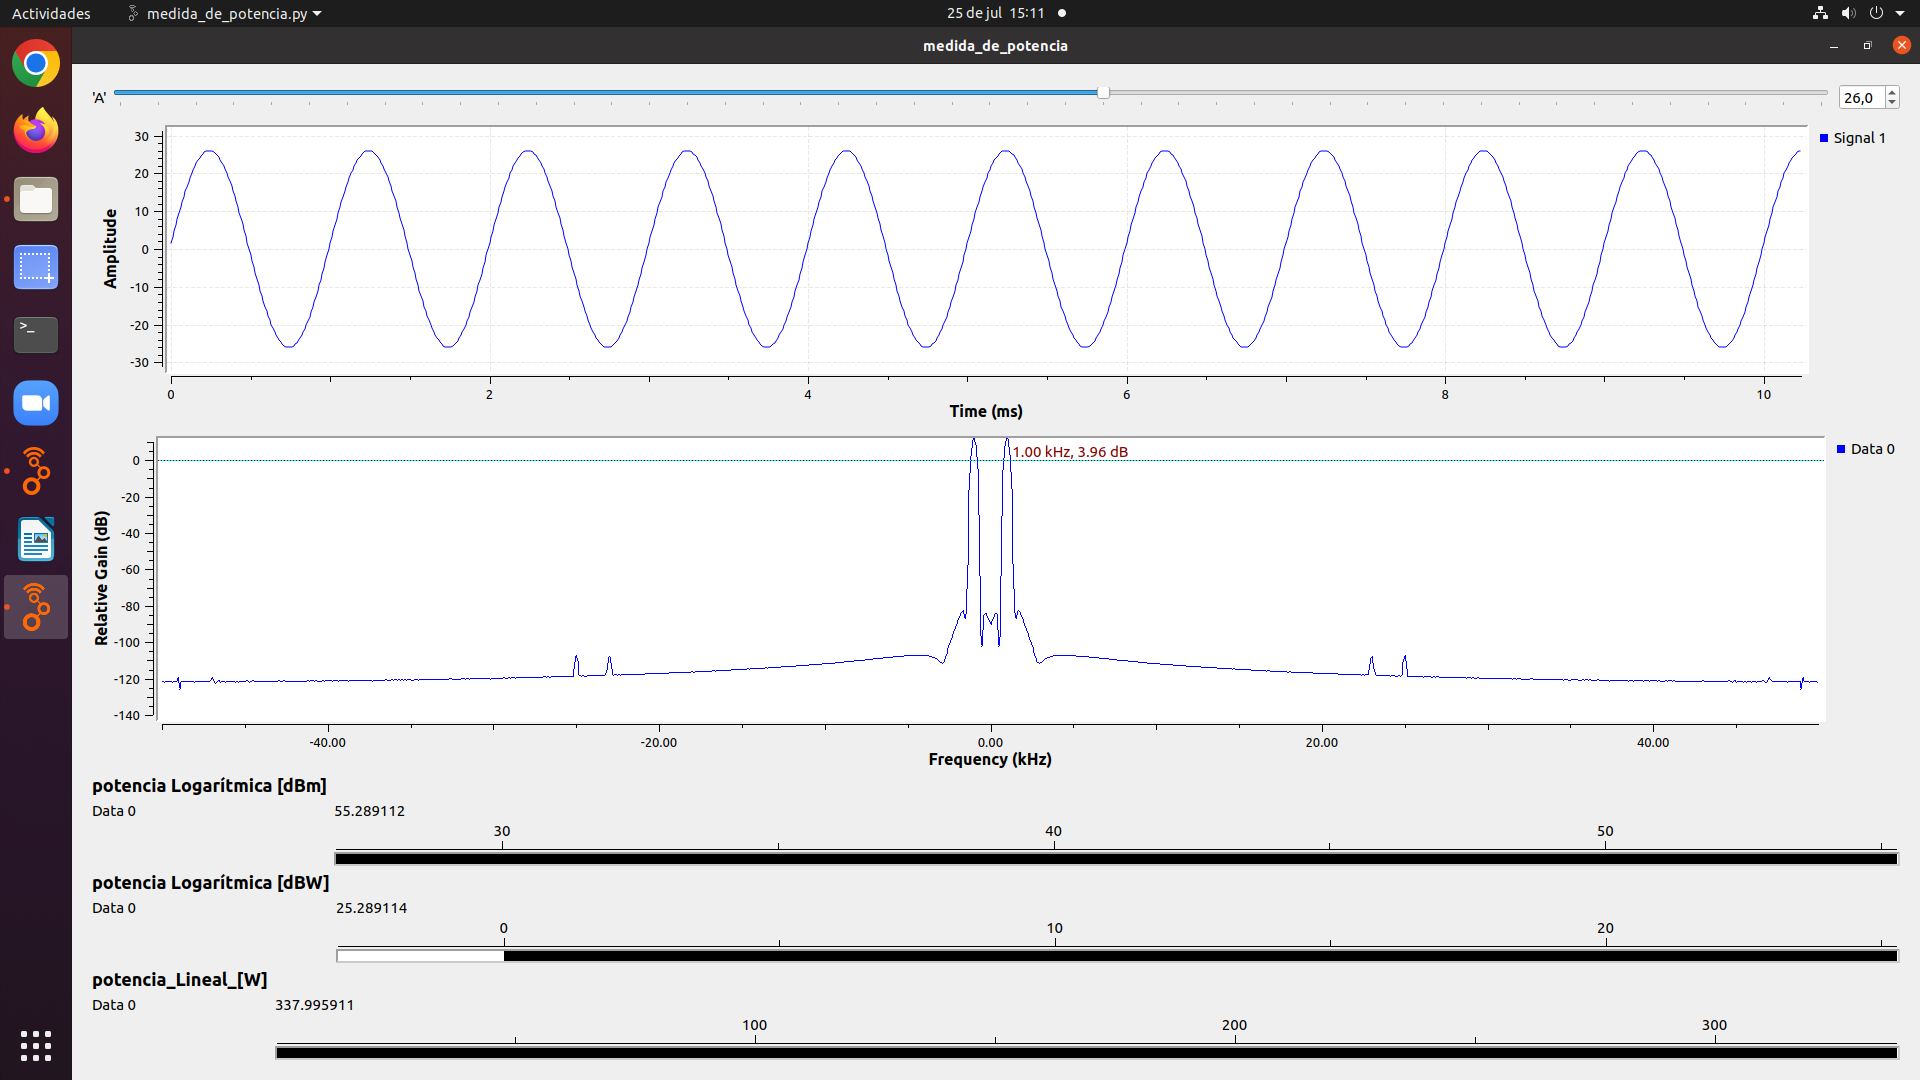 Actividades medida_de_potencia.py 25 de jul 15:11
medida_de_potencia
'A' 26,0
30
20
10
0
-10
-20
-30
Amplitude
Signal 1
0 2 4 6 8 10
Time (ms)
1.00 kHz, 3.96 dB
Data 0
0
-20
-40
-60
-80
-100
-120
-140
Relative Gain (dB)
-40.00 -20.00 0.00 20.00 40.00
Frequency (kHz)
potencia Logarítmica [dBm]
Data 0 55.289112
30 40 50
potencia Logarítmica [dBW]
Data 0 25.289114
0 10 20
potencia_Lineal_[W]
Data 0 337.995911
100 200 300